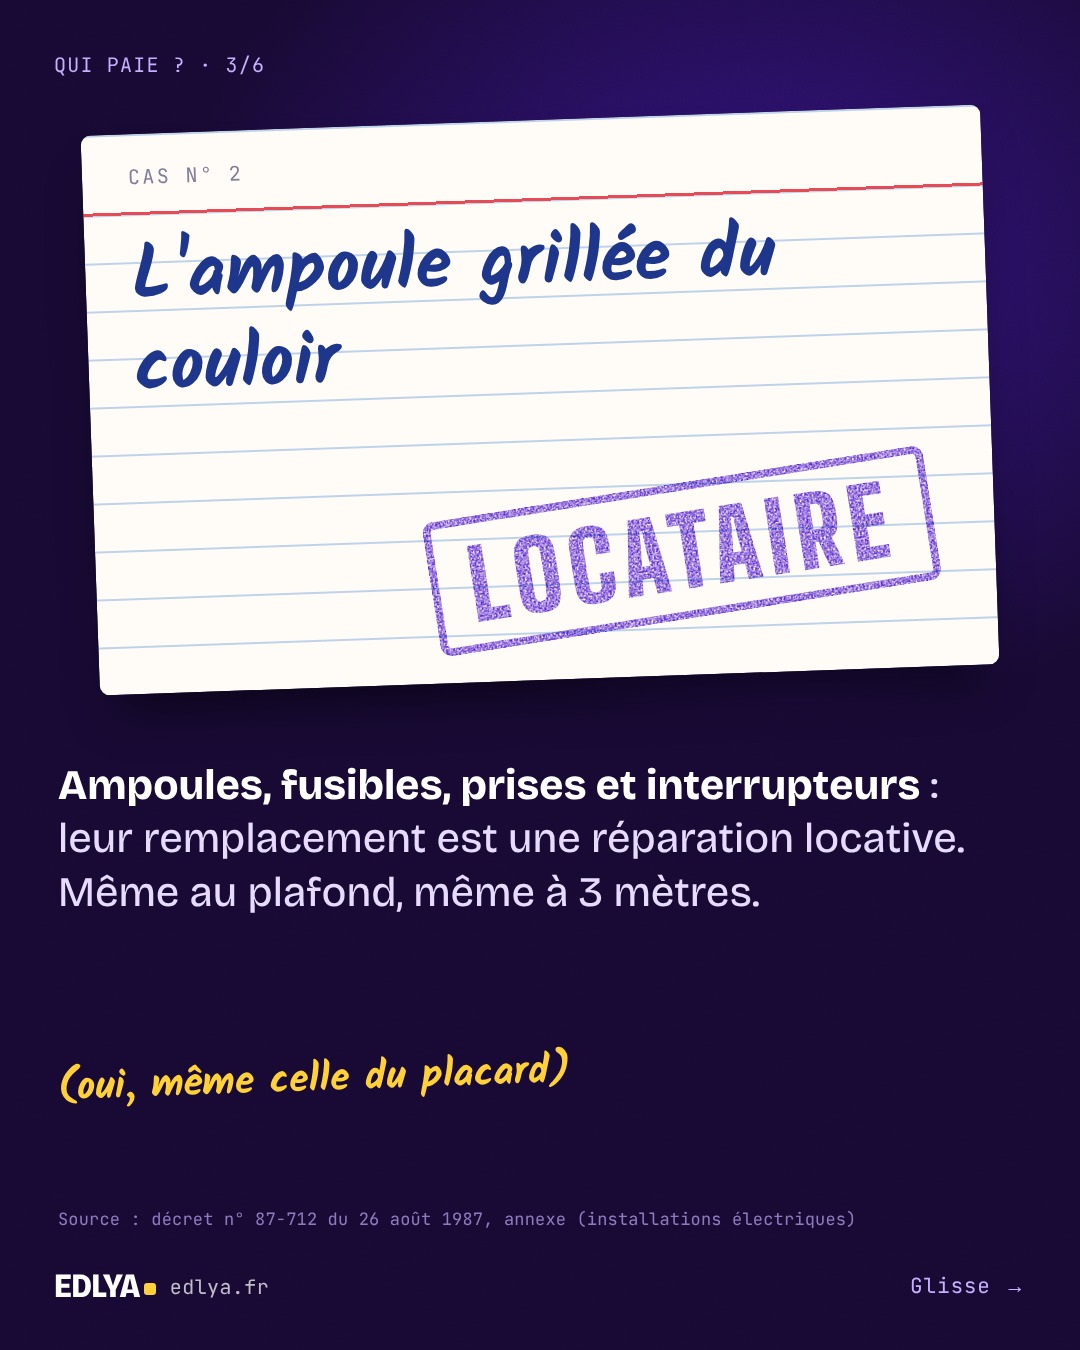 QUI PAIE ? · 3/6
CAS N° 2
L'ampoule grillée du
couloir
LOCATAIRE
Ampoules, fusibles, prises et interrupteurs :
leur remplacement est une réparation locative.
Même au plafond, même à 3 mètres.
(oui, même celle du placard)
Source : décret n° 87-712 du 26 août 1987, annexe (installations électriques)
EDLYA edlya.fr
Glisse →